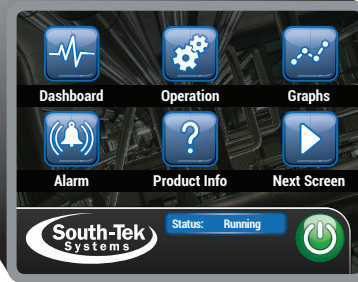 Dashboard Operation Graphs
?
Alarm Product Info Next Screen
Status: Running
South-Tek
Systems